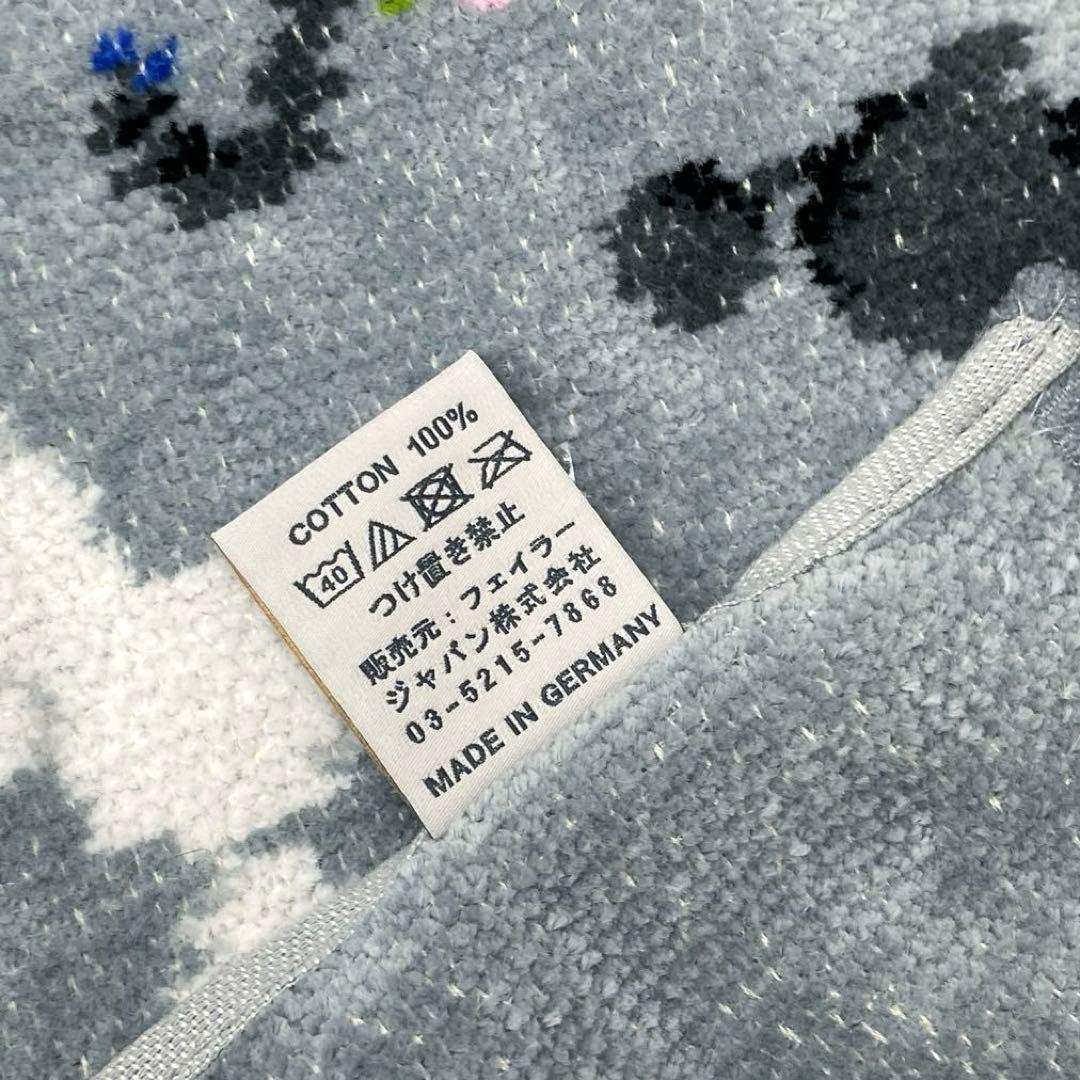 COTTON 100%
40
つけ置き禁止
販売元:フェイラー
ジャパン株式会社
03-5215-7868
MADE IN GERMANY